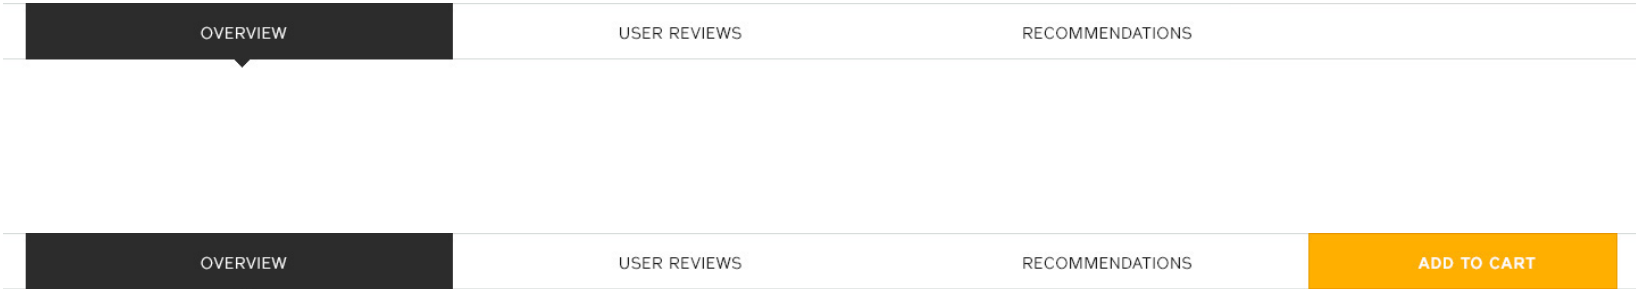 OVERVIEW USER REVIEWS RECOMMENDATIONS
OVERVIEW USER REVIEWS RECOMMENDATIONS ADD TO CART